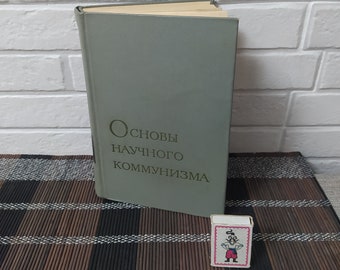 Основы
научного
коммунизма